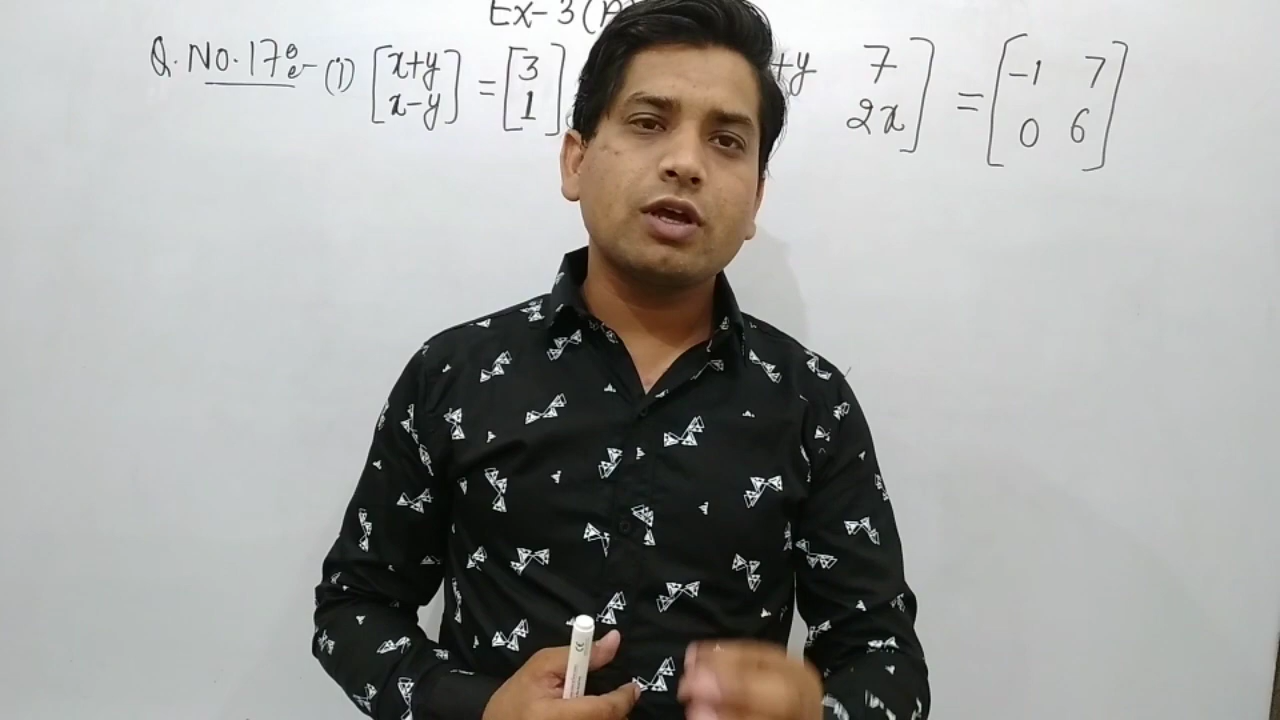 Ex-3(A)
Q.No.17:- (i) [x+y] = [3] +y 7] = [-1 7]
[x-y] [1] 2x] [0 6]